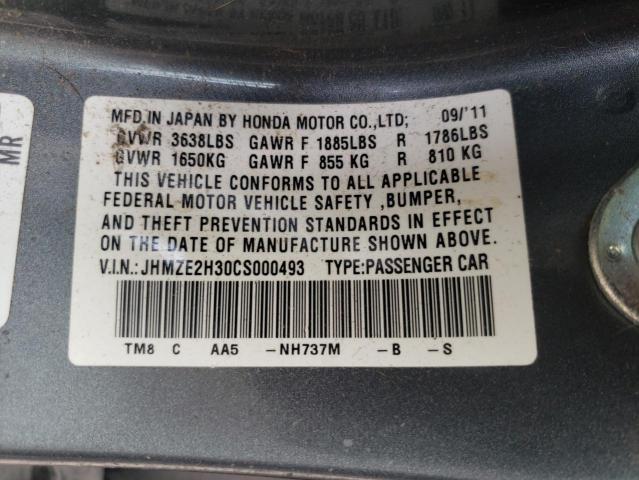 MFD. IN JAPAN BY HONDA MOTOR CO.,LTD; 09/'11
GVWR 3638LBS GAWR F 1885LBS R 1786LBS
GVWR 1650KG GAWR F 855 KG R 810 KG
THIS VEHICLE CONFORMS TO ALL APPLICABLE
FEDERAL MOTOR VEHICLE SAFETY ,BUMPER,
AND THEFT PREVENTION STANDARDS IN EFFECT
ON THE DATE OF MANUFACTURE SHOWN ABOVE.
V.I.N.:JHMZE2H30CS000493 TYPE:PASSENGER CAR
TM8 C AA5 -NH737M -B -S
MR